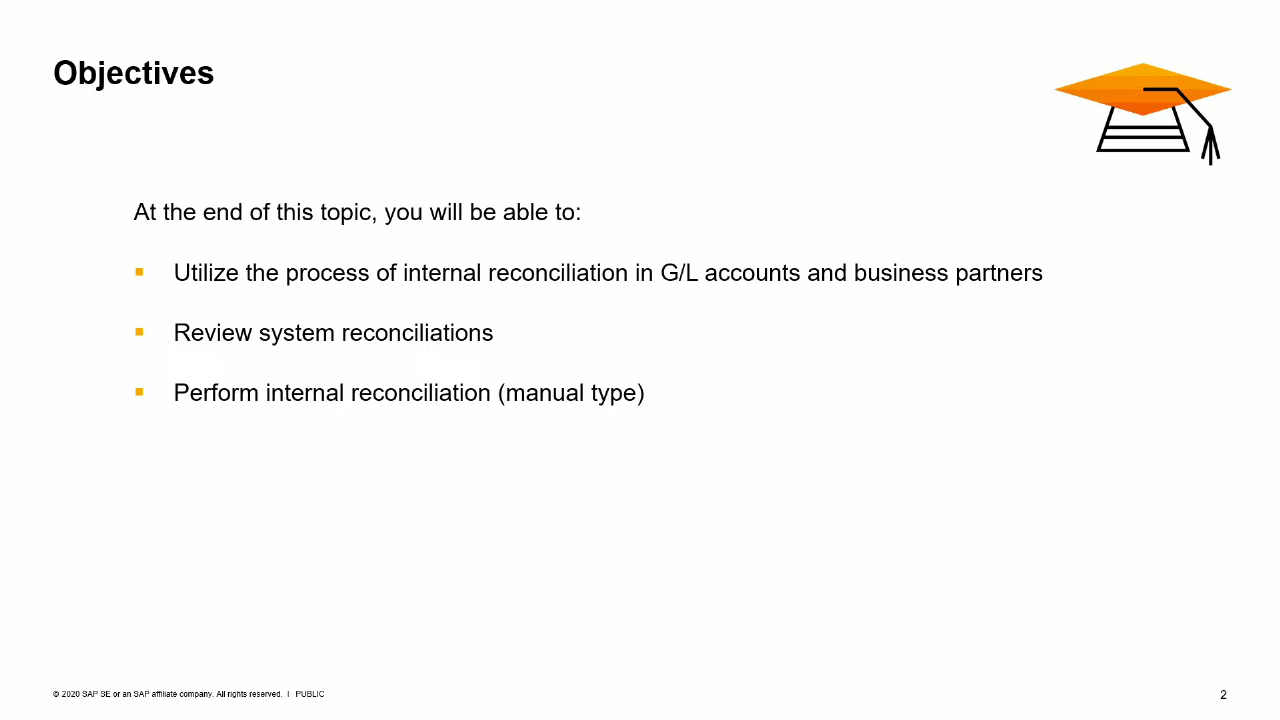 Objectives
At the end of this topic, you will be able to:
Utilize the process of internal reconciliation in G/L accounts and business partners
Review system reconciliations
Perform internal reconciliation (manual type)
© 2020 SAP SE or an SAP affiliate company. All rights reserved. I PUBLIC
2